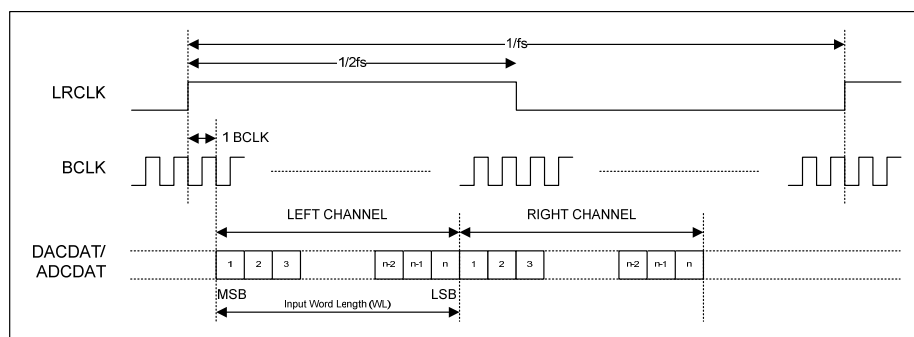 1/fs
1/2fs
LRCLK
1 BCLK
BCLK
LEFT CHANNEL RIGHT CHANNEL
DACDAT/
ADCDAT
1 2 3 n-2 n-1 n 1 2 3 n-2 n-1 n
MSB LSB
Input Word Length (WL)